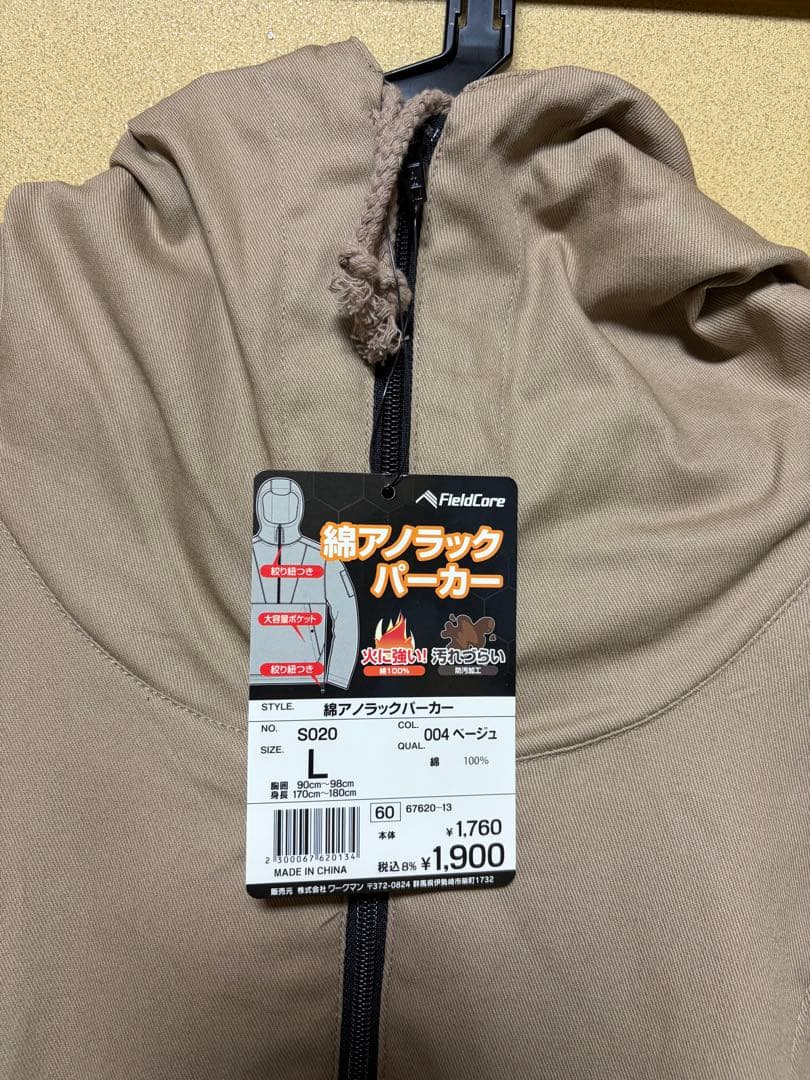 FieldCore
綿アノラック
パーカー
絞り紐つき
大容量ポケット
絞り紐つき
火に強い!
綿100%
汚れづらい
防汚加工
STYLE. 綿アノラックパーカー
NO. S020
COL. 004 ベージュ
SIZE. L
QUAL. 綿 100%
胸囲 90cm～98cm
身長 170cm～180cm
60 67620-13
本体 ¥1,760
税込8% ¥1,900
2 300067 620134
MADE IN CHINA
販売元 株式会社 ワークマン 〒372-0824 群馬県伊勢崎市柴町1732